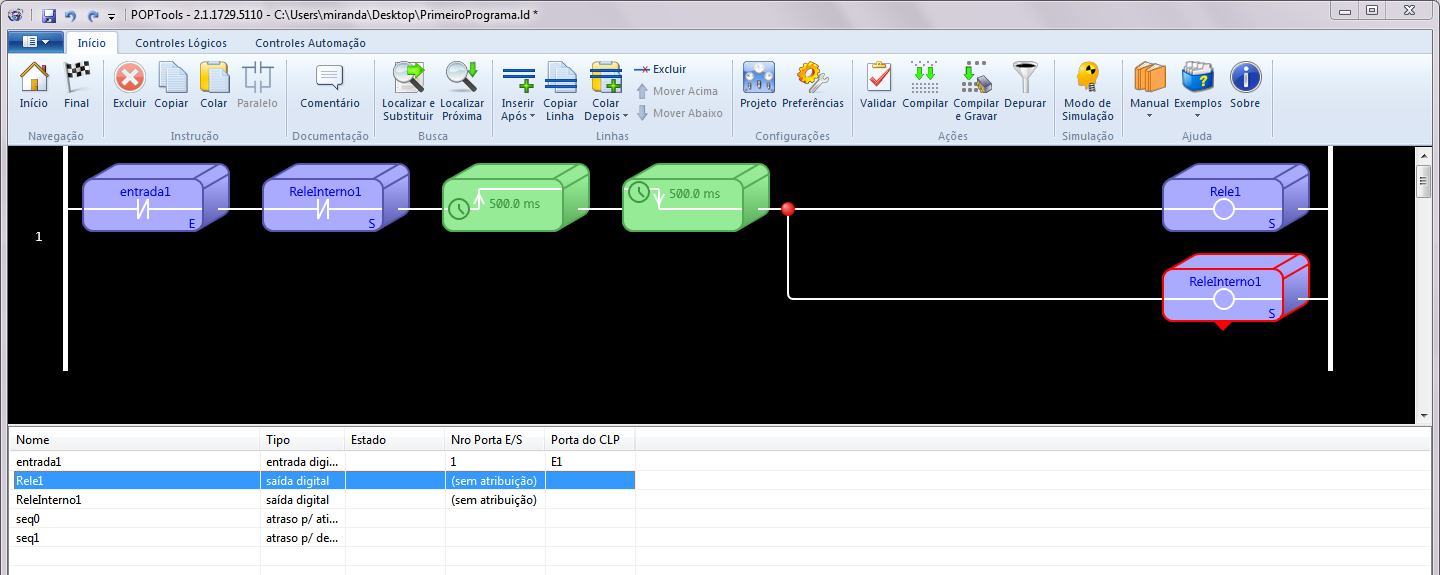 POPTools - 2.1.1729.5110 - C:\Users\miranda\Desktop\PrimeiroPrograma.ld *
Início Controles Lógicos Controles Automação
Início Final Excluir Copiar Colar Paralelo Comentário Localizar e Substituir Localizar Próxima Inserir Após Copiar Linha Colar Depois Excluir Mover Acima Mover Abaixo Projeto Preferências Validar Compilar Compilar e Gravar Depurar Modo de Simulação Manual Exemplos Sobre
Navegação Instrução Documentação Busca Linhas Configurações Ações Simulação Ajuda
entrada1 ReleInterno1 500.0 ms 500.0 ms Rele1
E S S
1
ReleInterno1
S
Nome Tipo Estado Nro Porta E/S Porta do CLP
entrada1 entrada digi... 1 E1
Rele1 saída digital (sem atribuição)
ReleInterno1 saída digital (sem atribuição)
seq0 atraso p/ ati...
seq1 atraso p/ de...